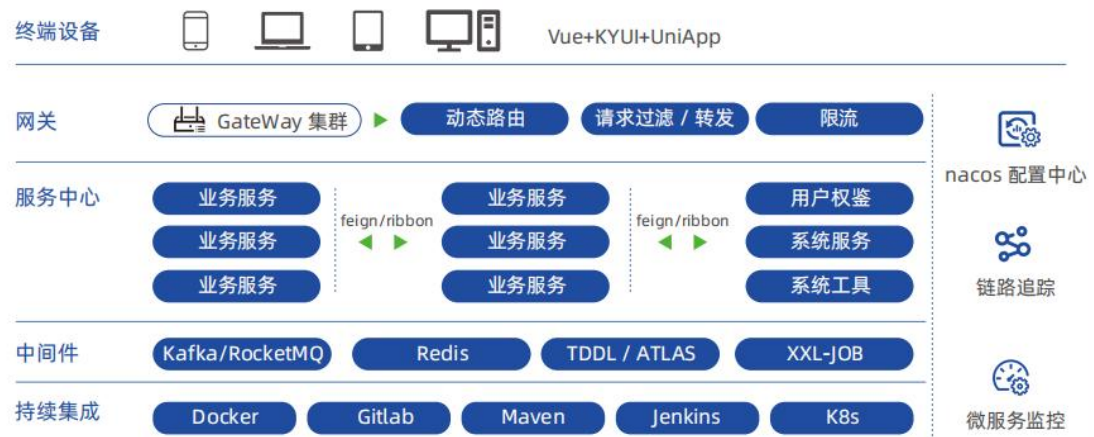 终端设备
Vue+KYUI+UniApp
网关
GateWay 集群
动态路由
请求过滤 / 转发
限流
服务中心
业务服务
业务服务
业务服务
feign/ribbon
业务服务
业务服务
业务服务
feign/ribbon
用户权鉴
系统服务
系统工具
中间件
Kafka/RocketMQ
Redis
TDDL / ATLAS
XXL-JOB
持续集成
Docker
Gitlab
Maven
Jenkins
K8s
nacos 配置中心
链路追踪
微服务监控